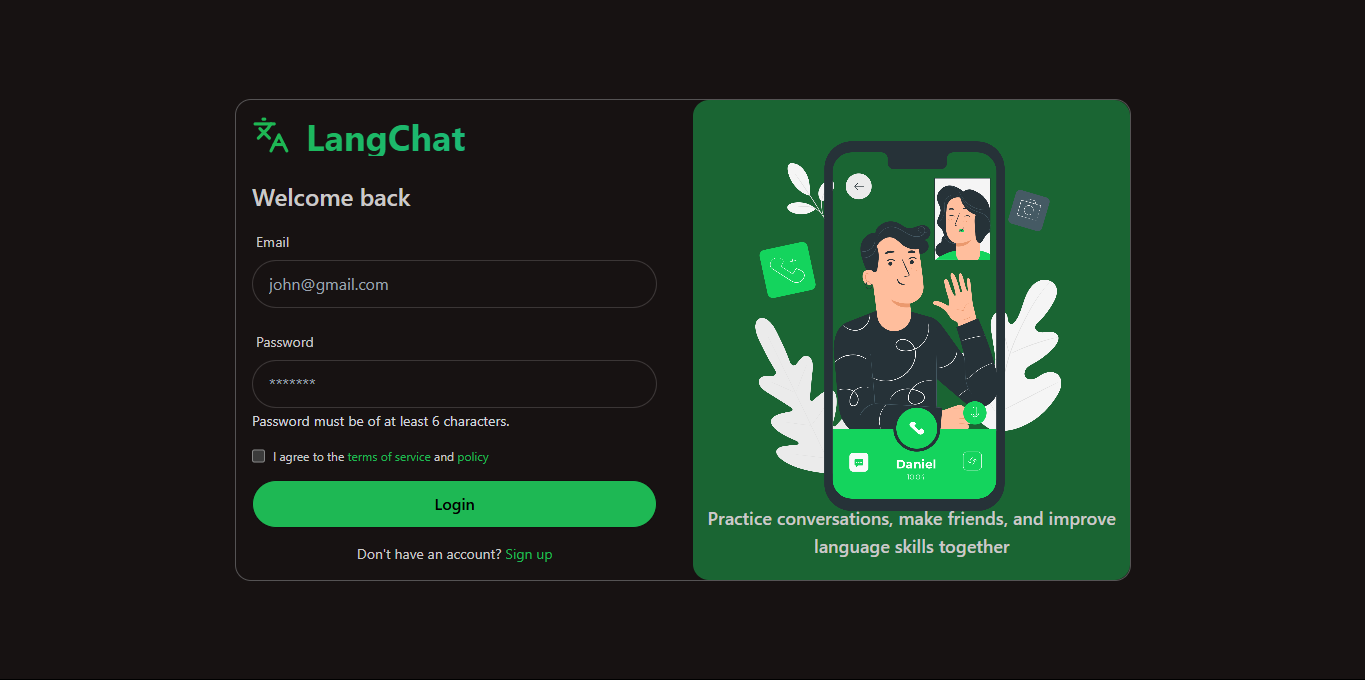 LangChat
Welcome back
Email
john@gmail.com
Password
*******
Password must be of at least 6 characters.
I agree to the terms of service and policy
Login
Don't have an account? Sign up
Daniel
Practice conversations, make friends, and improve
language skills together